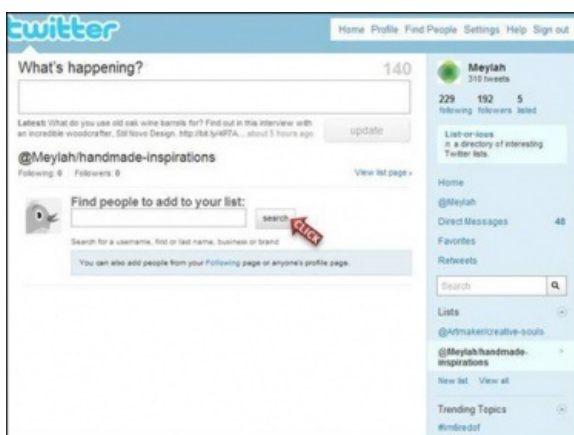 twitter
Home Profile Find People Settings Help Sign out
What's happening?
140
Latest: What do you use old oak wine barrels for? Find out in this interview with
an incredible woodcrafter, Stil Novo Design. about 5 hours ago
update
@Meylah/handmade-inspirations
Following: 0 Followers: 0
View list page »
Find people to add to your list:
search
CLICK
Search for a username, first or last name, business or brand
You can also add people from your Following page or anyone's profile page.
Meylah
310 tweets
229 192 5
following followers listed
List-or-ious
n. a directory of interesting
Twitter lists.
Home
@Meylah
Direct Messages 48
Favorites
Retweets
Search
Lists
@Artmaker/creative-souls
@Meylah/handmade-
inspirations
New list View all
Trending Topics
#imtiredof